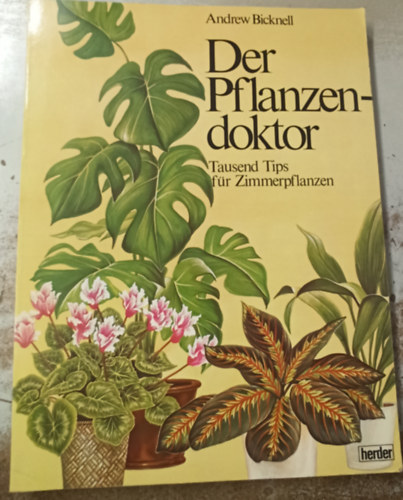 Andrew Bicknell
Der
Pflanzen-
doktor
Tausend Tips
für Zimmerpflanzen
herder